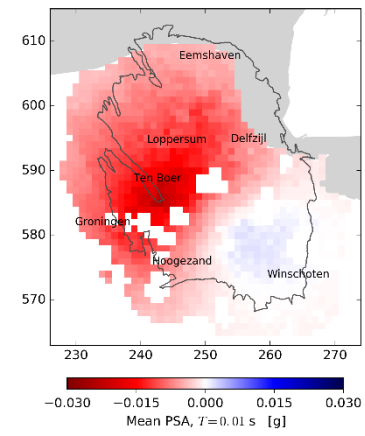 615
610
Eemshaven
600
Loppersum Delfzijl
590
Ten Boer
Groningen
580
Hoogezand
Winschoten
570
230 240 250 260 270
−0.030 −0.015 0.000 0.015 0.030
Mean PSA, T=0.01 s [g]